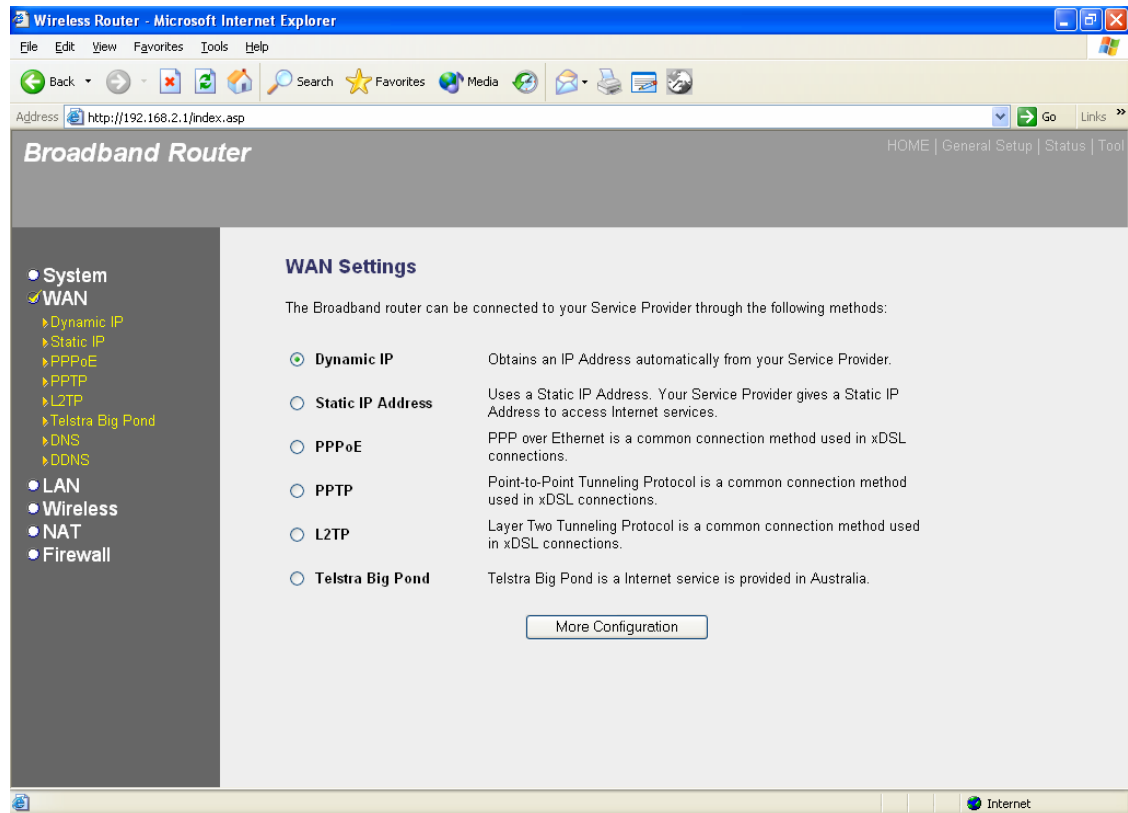 Wireless Router - Microsoft Internet Explorer
File Edit View Favorites Tools Help
Back Search Favorites Media
Address http://192.168.2.1/index.asp Go Links »
Broadband Router
HOME | General Setup | Status | Tool
System
WAN
Dynamic IP
Static IP
PPPoE
PPTP
L2TP
Telstra Big Pond
DNS
DDNS
LAN
Wireless
NAT
Firewall
WAN Settings
The Broadband router can be connected to your Service Provider through the following methods:
Dynamic IP Obtains an IP Address automatically from your Service Provider.
Static IP Address Uses a Static IP Address. Your Service Provider gives a Static IP
Address to access Internet services.
PPPoE PPP over Ethernet is a common connection method used in xDSL
connections.
PPTP Point-to-Point Tunneling Protocol is a common connection method
used in xDSL connections.
L2TP Layer Two Tunneling Protocol is a common connection method used
in xDSL connections.
Telstra Big Pond Telstra Big Pond is a Internet service is provided in Australia.
More Configuration
Internet